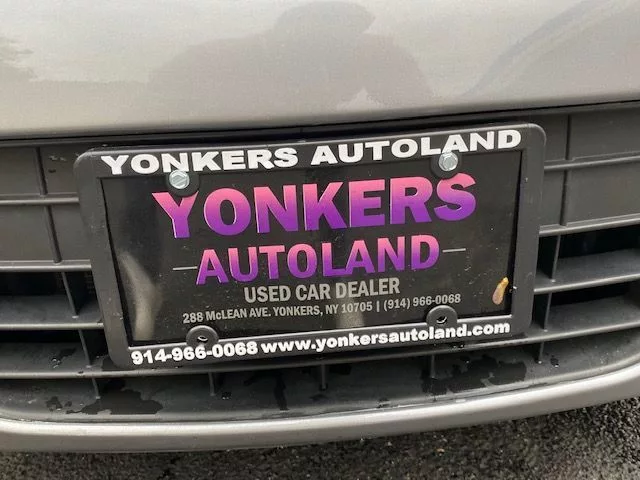 YONKERS AUTOLAND
YONKERS
AUTOLAND
USED CAR DEALER
288 McLEAN AVE. YONKERS, NY 10705 | (914) 966-0068
914-966-0068 www.yonkersautoland.com